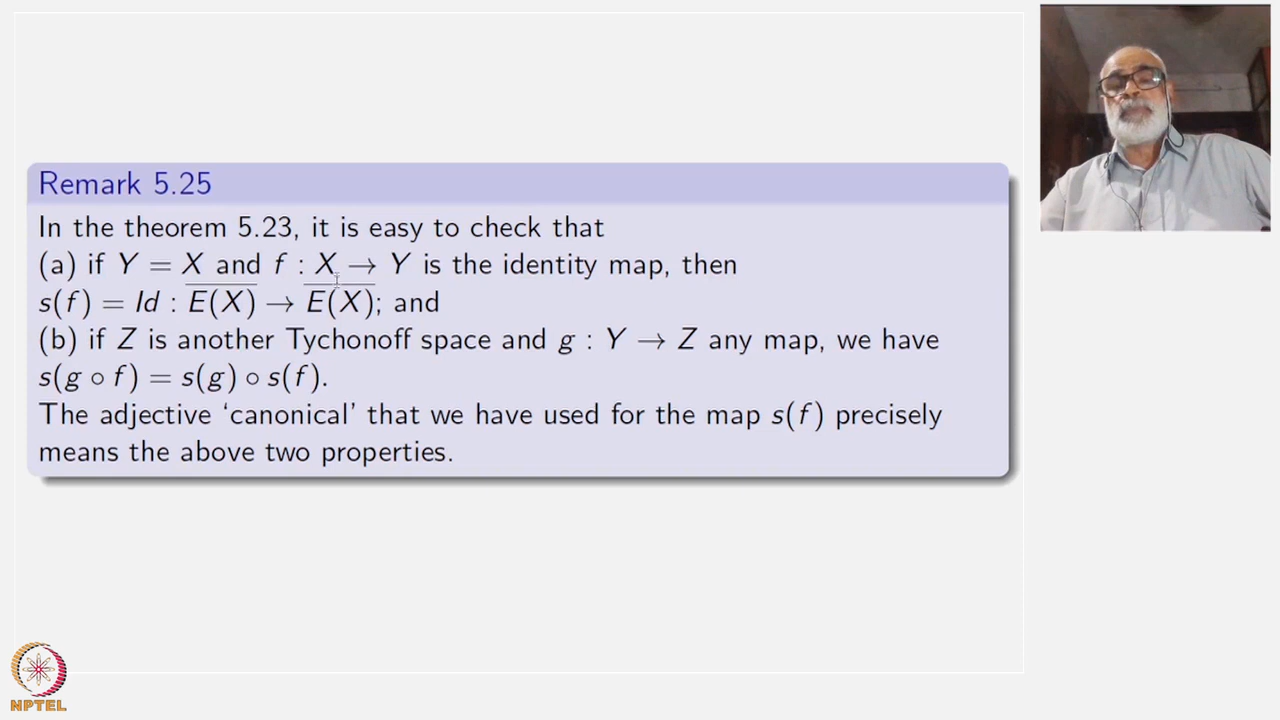 Remark 5.25
In the theorem 5.23, it is easy to check that
(a) if Y = X and f : X → Y is the identity map, then
s(f) = Id : \overline{E(X)} → \overline{E(X)}; and
(b) if Z is another Tychonoff space and g : Y → Z any map, we have
s(g ∘ f) = s(g) ∘ s(f).
The adjective ‘canonical’ that we have used for the map s(f) precisely
means the above two properties.
NPTEL